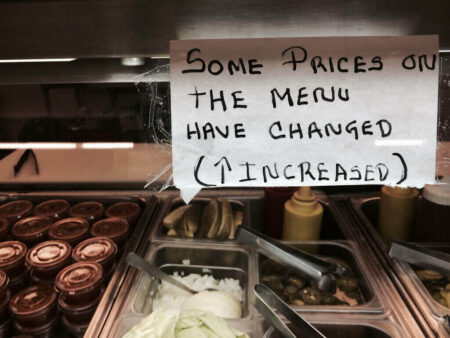 Some Prices on
the menu
have changed
(↑ Increased)